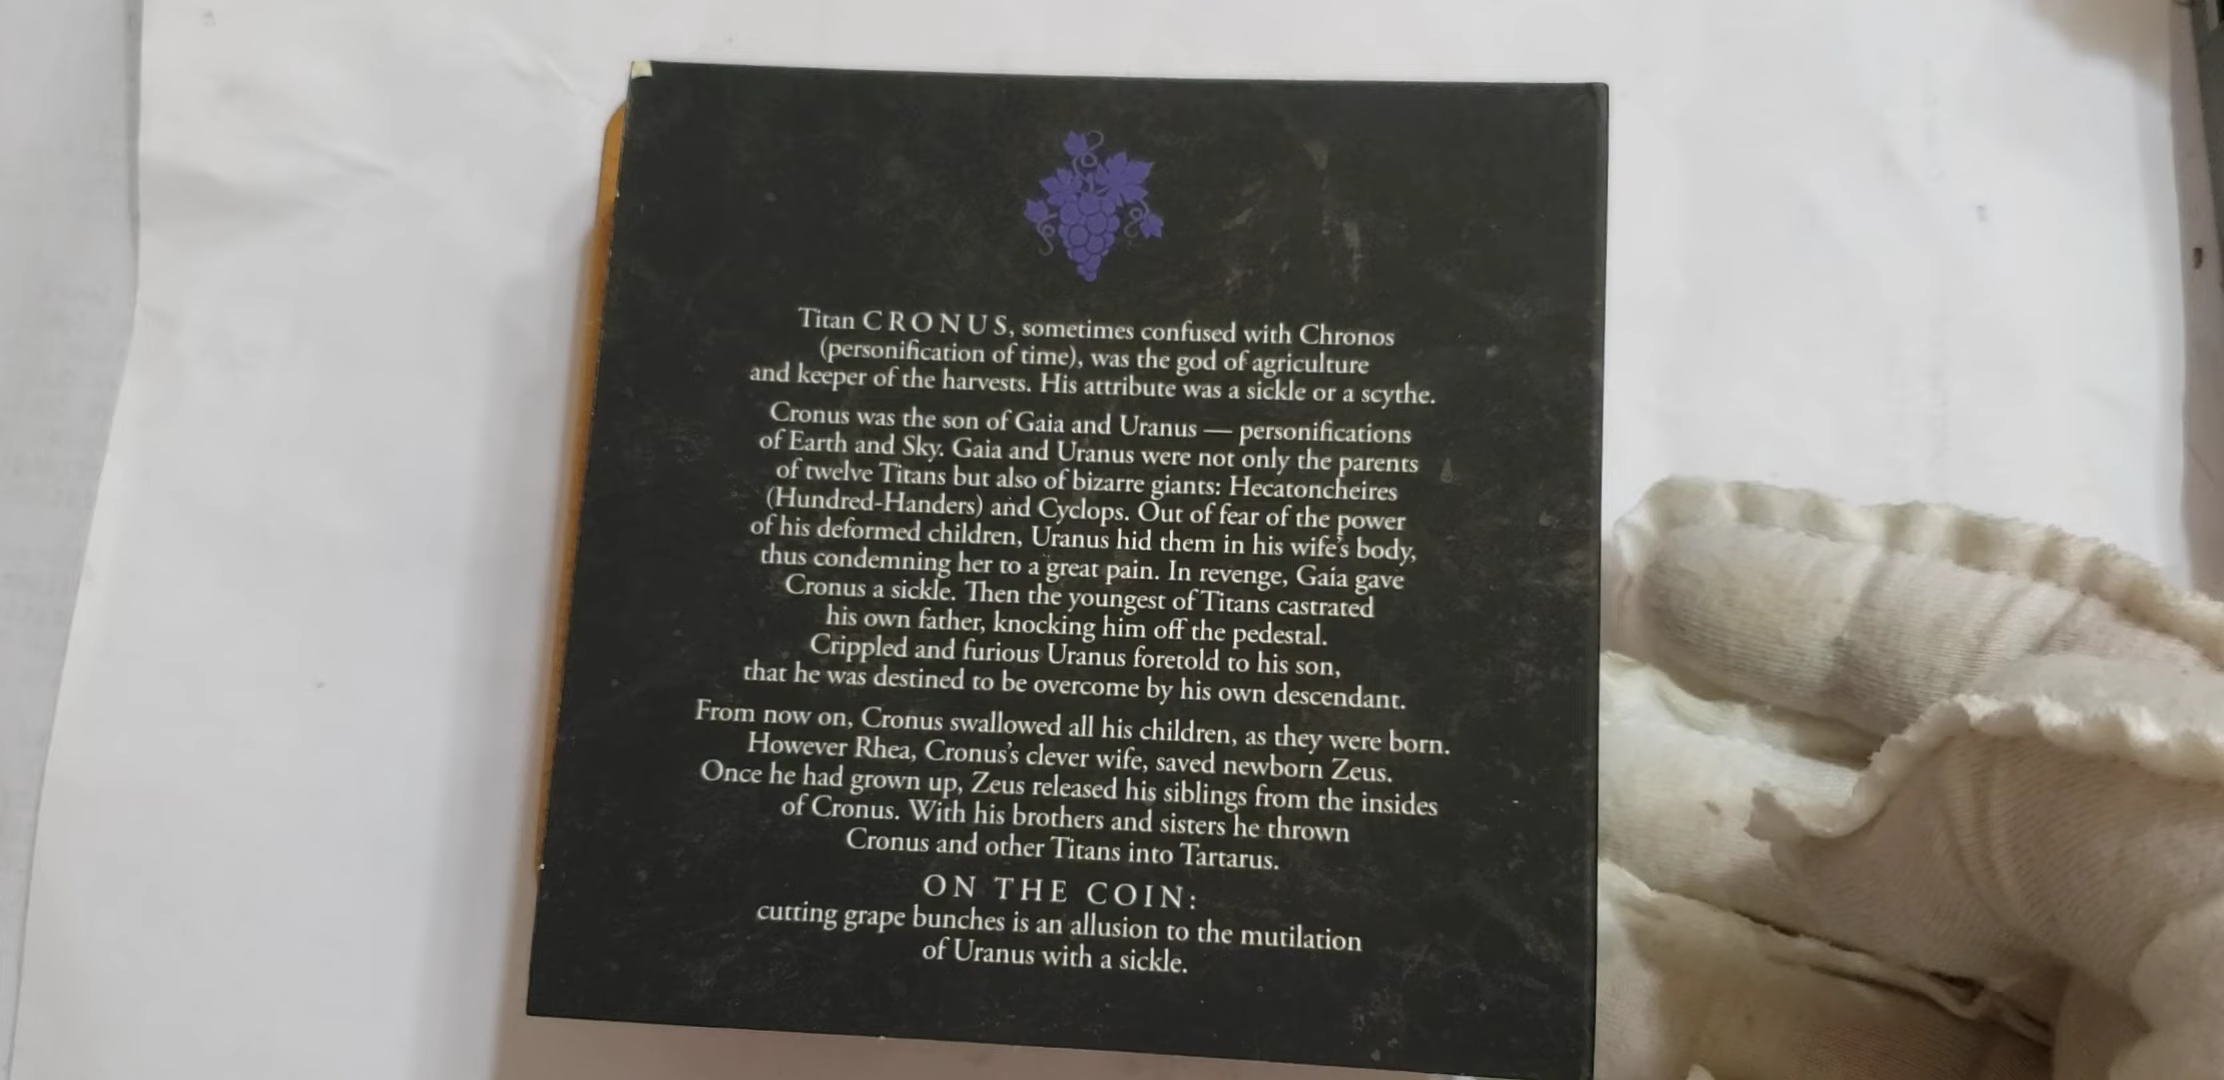 Titan CRONUS, sometimes confused with Chronos
(personification of time), was the god of agriculture
and keeper of the harvests. His attribute was a sickle or a scythe.
Cronus was the son of Gaia and Uranus — personifications
of Earth and Sky. Gaia and Uranus were not only the parents
of twelve Titans but also of bizarre giants: Hecatoncheires
(Hundred-Handers) and Cyclops. Out of fear of the power
of his deformed children, Uranus hid them in his wife's body,
thus condemning her to a great pain. In revenge, Gaia gave
Cronus a sickle. Then the youngest of Titans castrated
his own father, knocking him off the pedestal.
Crippled and furious Uranus foretold to his son,
that he was destined to be overcome by his own descendant.
From now on, Cronus swallowed all his children, as they were born.
However Rhea, Cronus's clever wife, saved newborn Zeus.
Once he had grown up, Zeus released his siblings from the insides
of Cronus. With his brothers and sisters he thrown
Cronus and other Titans into Tartarus.
ON THE COIN:
cutting grape bunches is an allusion to the mutilation
of Uranus with a sickle.